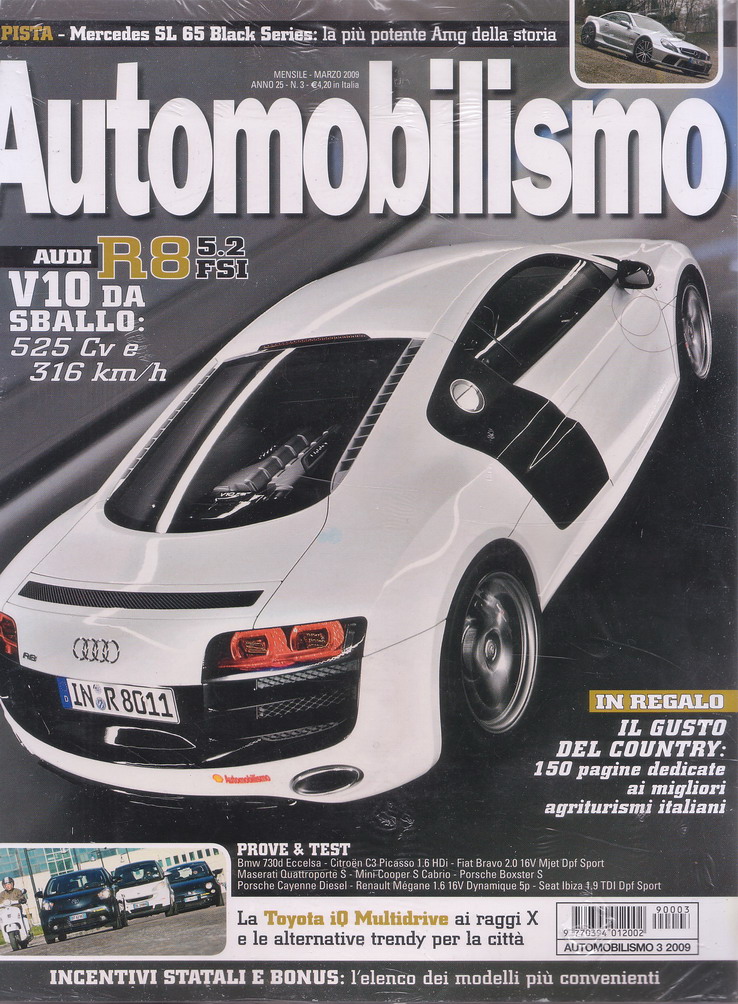 PISTA - Mercedes SL 65 Black Series: la più potente Amg della storia
MENSILE - MARZO 2009
ANNO 25 - N. 3 - €4,20 in Italia
Automobilismo
AUDI R8 5.2 FSI
V10 DA
SBALLO:
525 Cv e
316 km/h
V10
R8
IN R 8011
Automobilismo
IN REGALO
IL GUSTO
DEL COUNTRY:
150 pagine dedicate
ai migliori
agriturismi italiani
PROVE & TEST
Bmw 730d Eccelsa - Citroën C3 Picasso 1.6 HDi - Fiat Bravo 2.0 16V Mjet Dpf Sport
Maserati Quattroporte S - Mini Cooper S Cabrio - Porsche Boxster S
Porsche Cayenne Diesel - Renault Mégane 1.6 16V Dynamique 5p - Seat Ibiza 1.9 TDI Dpf Sport
La Toyota iQ Multidrive ai raggi X
e le alternative trendy per la città
90003
9 770394 012002
AUTOMOBILISMO 3 2009
INCENTIVI STATALI E BONUS: l'elenco dei modelli più convenienti